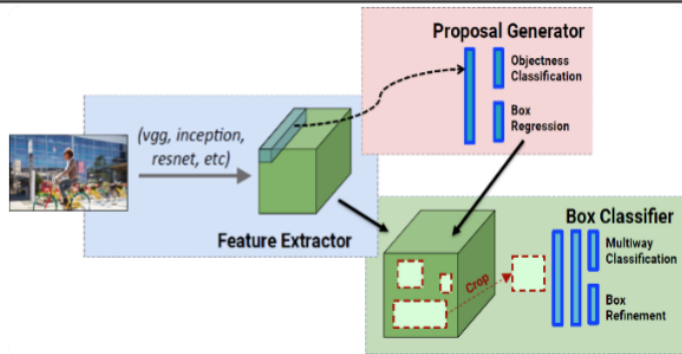 Proposal Generator
Objectness
Classification
Box
Regression
(vgg, inception,
resnet, etc)
Feature Extractor
Box Classifier
Multiway
Classification
Crop
Box
Refinement